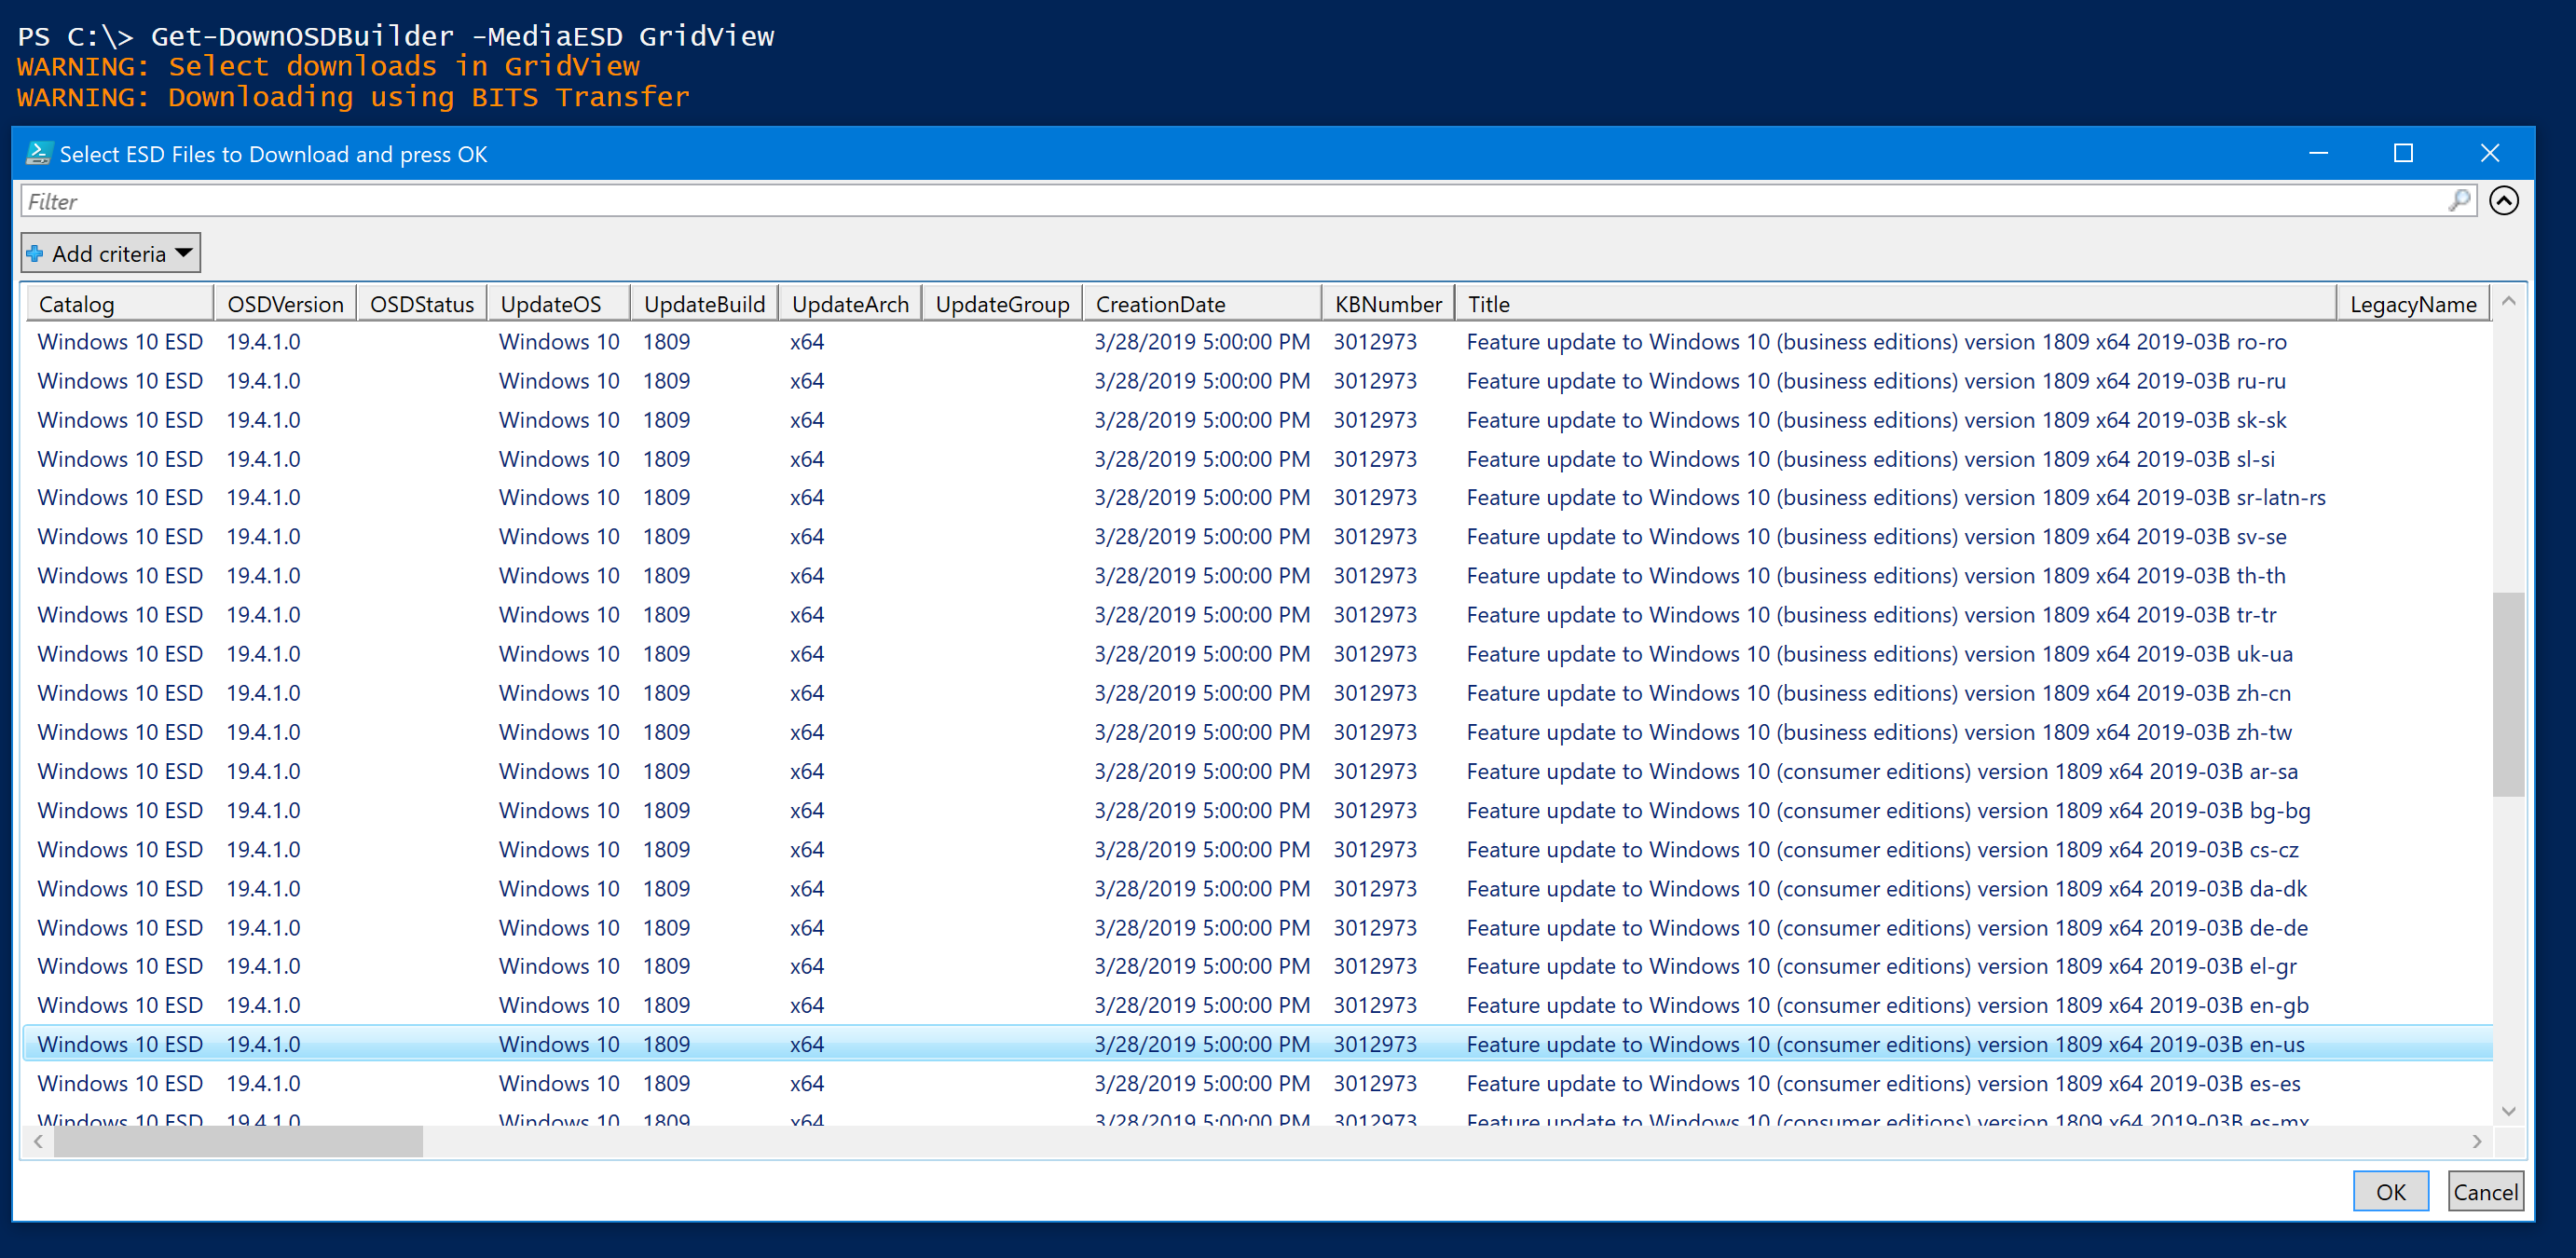 PS C:\> Get-DownOSDBuilder -MediaESD GridView
WARNING: Select downloads in GridView
WARNING: Downloading using BITS Transfer
Select ESD Files to Download and press OK
Filter
Add criteria
Catalog OSDVersion OSDStatus UpdateOS UpdateBuild UpdateArch UpdateGroup CreationDate KBNumber Title LegacyName
Windows 10 ESD 19.4.1.0 Windows 10 1809 x64 3/28/2019 5:00:00 PM 3012973 Feature update to Windows 10 (business editions) version 1809 x64 2019-03B ro-ro
Windows 10 ESD 19.4.1.0 Windows 10 1809 x64 3/28/2019 5:00:00 PM 3012973 Feature update to Windows 10 (business editions) version 1809 x64 2019-03B ru-ru
Windows 10 ESD 19.4.1.0 Windows 10 1809 x64 3/28/2019 5:00:00 PM 3012973 Feature update to Windows 10 (business editions) version 1809 x64 2019-03B sk-sk
Windows 10 ESD 19.4.1.0 Windows 10 1809 x64 3/28/2019 5:00:00 PM 3012973 Feature update to Windows 10 (business editions) version 1809 x64 2019-03B sl-si
Windows 10 ESD 19.4.1.0 Windows 10 1809 x64 3/28/2019 5:00:00 PM 3012973 Feature update to Windows 10 (business editions) version 1809 x64 2019-03B sr-latn-rs
Windows 10 ESD 19.4.1.0 Windows 10 1809 x64 3/28/2019 5:00:00 PM 3012973 Feature update to Windows 10 (business editions) version 1809 x64 2019-03B sv-se
Windows 10 ESD 19.4.1.0 Windows 10 1809 x64 3/28/2019 5:00:00 PM 3012973 Feature update to Windows 10 (business editions) version 1809 x64 2019-03B th-th
Windows 10 ESD 19.4.1.0 Windows 10 1809 x64 3/28/2019 5:00:00 PM 3012973 Feature update to Windows 10 (business editions) version 1809 x64 2019-03B tr-tr
Windows 10 ESD 19.4.1.0 Windows 10 1809 x64 3/28/2019 5:00:00 PM 3012973 Feature update to Windows 10 (business editions) version 1809 x64 2019-03B uk-ua
Windows 10 ESD 19.4.1.0 Windows 10 1809 x64 3/28/2019 5:00:00 PM 3012973 Feature update to Windows 10 (business editions) version 1809 x64 2019-03B zh-cn
Windows 10 ESD 19.4.1.0 Windows 10 1809 x64 3/28/2019 5:00:00 PM 3012973 Feature update to Windows 10 (business editions) version 1809 x64 2019-03B zh-tw
Windows 10 ESD 19.4.1.0 Windows 10 1809 x64 3/28/2019 5:00:00 PM 3012973 Feature update to Windows 10 (consumer editions) version 1809 x64 2019-03B ar-sa
Windows 10 ESD 19.4.1.0 Windows 10 1809 x64 3/28/2019 5:00:00 PM 3012973 Feature update to Windows 10 (consumer editions) version 1809 x64 2019-03B bg-bg
Windows 10 ESD 19.4.1.0 Windows 10 1809 x64 3/28/2019 5:00:00 PM 3012973 Feature update to Windows 10 (consumer editions) version 1809 x64 2019-03B cs-cz
Windows 10 ESD 19.4.1.0 Windows 10 1809 x64 3/28/2019 5:00:00 PM 3012973 Feature update to Windows 10 (consumer editions) version 1809 x64 2019-03B da-dk
Windows 10 ESD 19.4.1.0 Windows 10 1809 x64 3/28/2019 5:00:00 PM 3012973 Feature update to Windows 10 (consumer editions) version 1809 x64 2019-03B de-de
Windows 10 ESD 19.4.1.0 Windows 10 1809 x64 3/28/2019 5:00:00 PM 3012973 Feature update to Windows 10 (consumer editions) version 1809 x64 2019-03B el-gr
Windows 10 ESD 19.4.1.0 Windows 10 1809 x64 3/28/2019 5:00:00 PM 3012973 Feature update to Windows 10 (consumer editions) version 1809 x64 2019-03B en-gb
Windows 10 ESD 19.4.1.0 Windows 10 1809 x64 3/28/2019 5:00:00 PM 3012973 Feature update to Windows 10 (consumer editions) version 1809 x64 2019-03B en-us
Windows 10 ESD 19.4.1.0 Windows 10 1809 x64 3/28/2019 5:00:00 PM 3012973 Feature update to Windows 10 (consumer editions) version 1809 x64 2019-03B es-es
Windows 10 ESD 19.4.1.0 Windows 10 1809 x64 3/28/2019 5:00:00 PM 3012973 Feature update to Windows 10 (consumer editions) version 1809 x64 2019-03B es-mx
OK Cancel